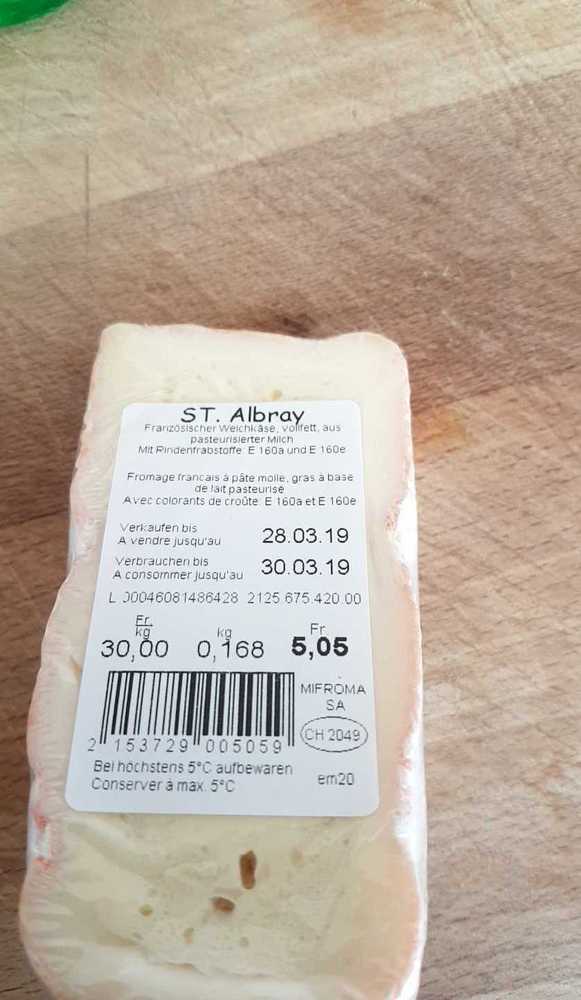 ST. Albray
Französischer Weichkäse, vollfett, aus
pasteurisierter Milch
Mit Rindenfrabstoffe: E 160a und E 160e
Fromage francais à pâte molle, gras à base
de lait pasteurisé
Avec colorants de croûte: E 160a et E 160e
Verkaufen bis
A vendre jusqu'au
28.03.19
Verbrauchen bis
A consommer jusqu'au
30.03.19
L 00046081486428 2125.675.420.00
Fr.
kg
kg
Fr.
30,00 0,168 5,05
MIFROMA
SA
CH 2049
2 153729 005059
Bei höchstens 5°C aufbewaren
Conserver à max. 5°C
em20